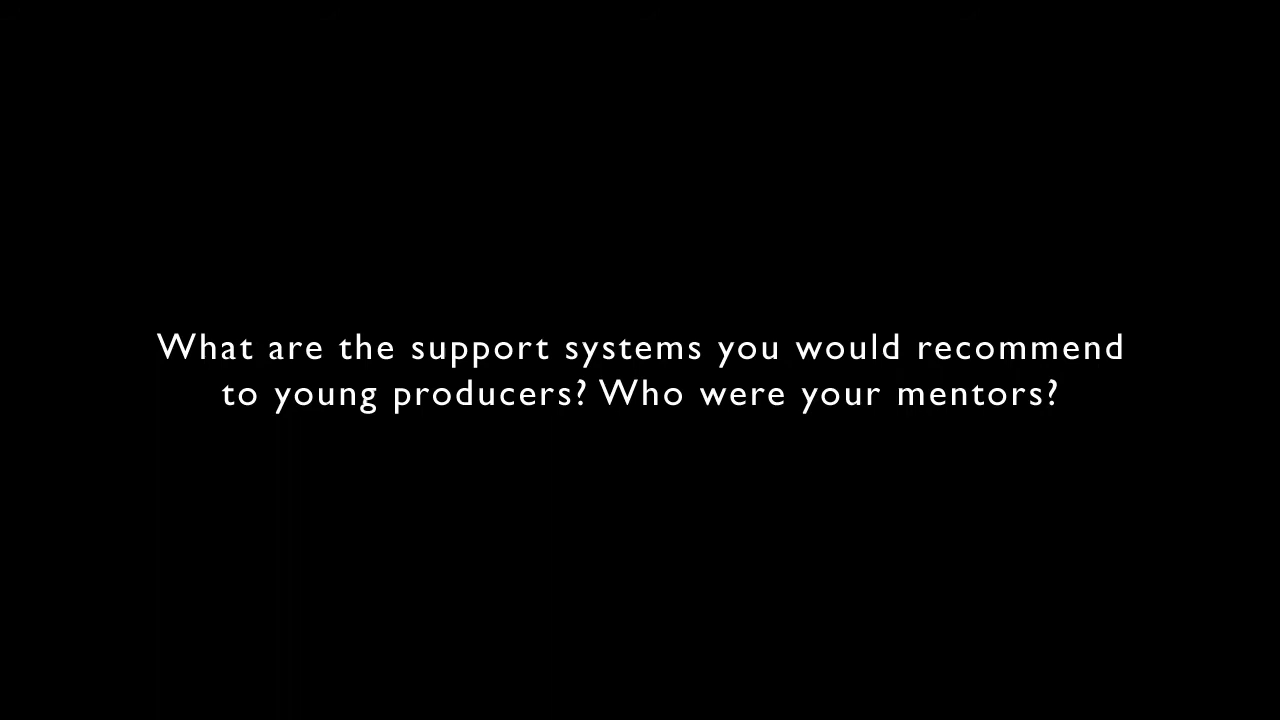 What are the support systems you would recommend
to young producers? Who were your mentors?